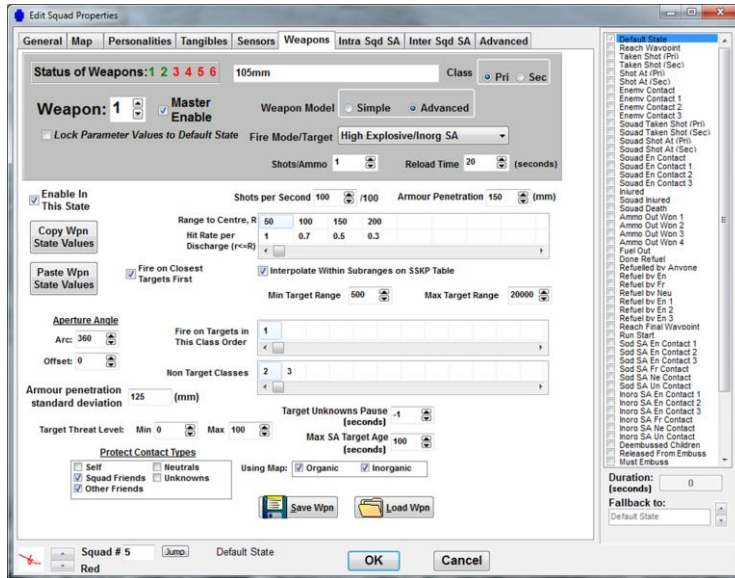 Edit Squad Properties
General Map Personalities Tangibles Sensors Weapons Intra Sqd SA Inter Sqd SA Advanced
Status of Weapons:1 2 3 4 5 6 105mm Class Pri Sec
Weapon: 1 Master Enable Weapon Model Simple Advanced
Lock Parameter Values to Default State Fire Mode/Target High Explosive/Inorg SA
Shots/Ammo 1 Reload Time 20 (seconds)
Enable In This State Shots per Second 100 /100 Armour Penetration 150 (mm)
Copy Wpn State Values
Range to Centre, R 50 100 150 200
Hit Rate per Discharge (r<=R) 1 0.7 0.5 0.3
Paste Wpn State Values
Fire on Closest Targets First
Interpolate Within Subranges on SSKP Table
Min Target Range 500 Max Target Range 20000
Aperture Angle
Arc: 360
Offset: 0
Fire on Targets in This Class Order 1
Non Target Classes 2 3
Armour penetration standard deviation 125 (mm)
Target Unknowns Pause (seconds) -1
Target Threat Level: Min 0 Max 100
Max SA Target Age (seconds) 100
Protect Contact Types
Self Neutrals
Squad Friends Unknowns
Other Friends
Using Map: Organic Inorganic
Save Wpn Load Wpn
Squad # 5 Jump Default State
Red
OK Cancel
Default State
Reach Waypoint
Taken Shot (Pri)
Taken Shot (Sec)
Shot At (Pri)
Shot At (Sec)
Enemy Contact
Enemy Contact 1
Enemy Contact 2
Enemy Contact 3
Squad Taken Shot (Pri)
Squad Taken Shot (Sec)
Squad Shot At (Pri)
Squad Shot At (Sec)
Squad En Contact
Squad En Contact 1
Squad En Contact 2
Squad En Contact 3
Injured
Squad Injured
Squad Death
Ammo Out Wpn 1
Ammo Out Wpn 2
Ammo Out Wpn 3
Ammo Out Wpn 4
Fuel Out
Done Refuel
Refuelled by Anyone
Refuel by En
Refuel by Fr
Refuel by Neu
Refuel by En 1
Refuel by En 2
Refuel by En 3
Reach Final Waypoint
Run Start
Sqd SA En Contact 1
Sqd SA En Contact 2
Sqd SA En Contact 3
Sqd SA Fr Contact
Sqd SA Ne Contact
Sqd SA Un Contact
Inorg SA En Contact 1
Inorg SA En Contact 2
Inorg SA En Contact 3
Inorg SA Fr Contact
Inorg SA Ne Contact
Inorg SA Un Contact
Deembussed Children
Released From Embuss
Must Embuss
Duration: (seconds) 0
Fallback to:
Default State